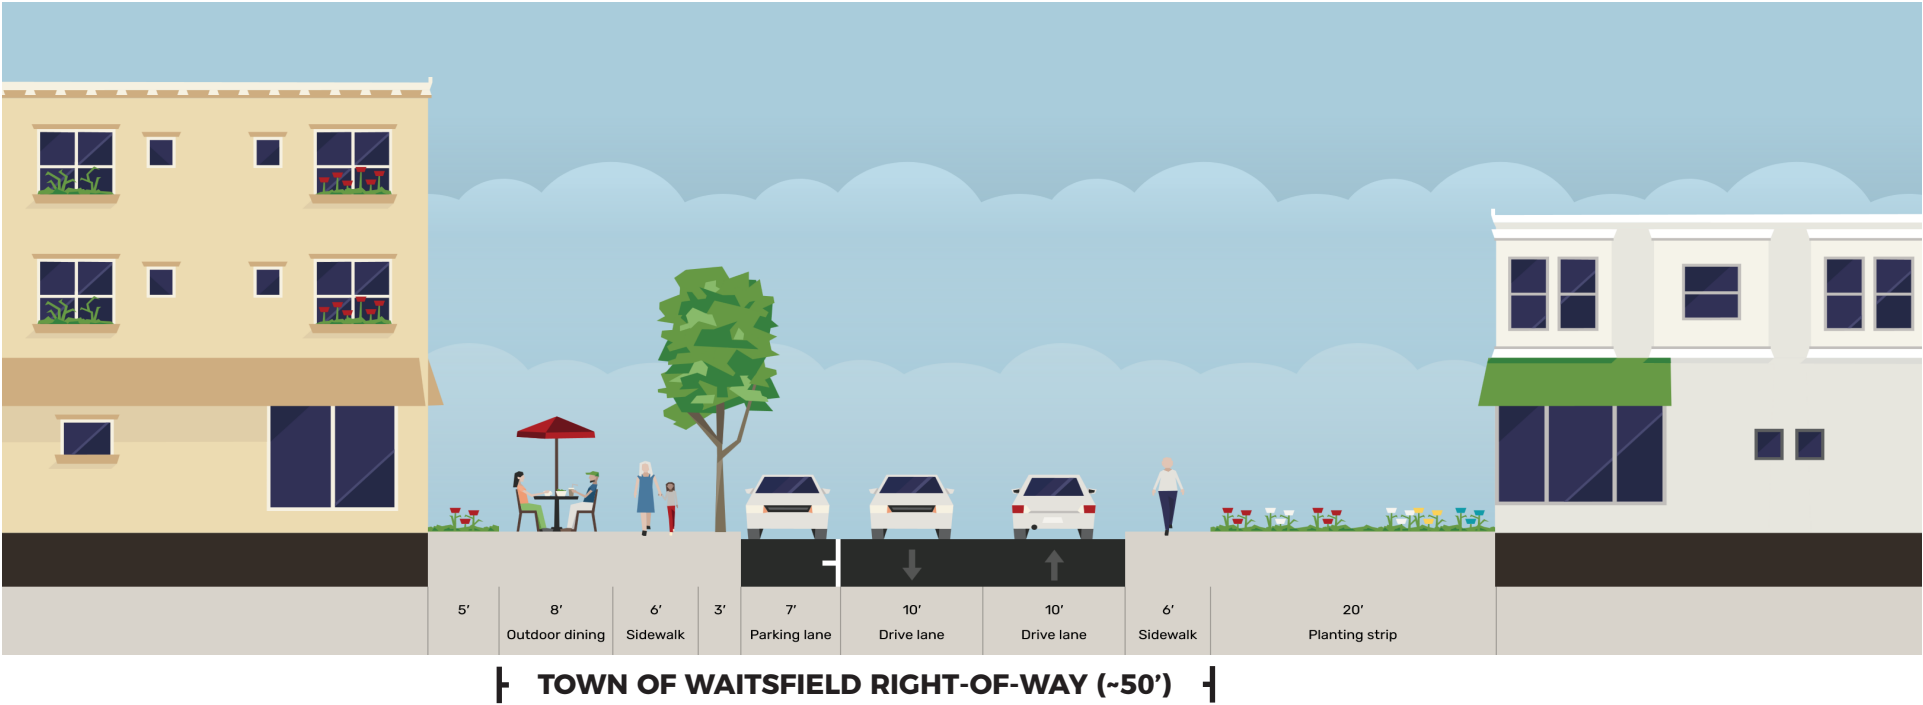 5’ 8’ 6’ 3’ 7’ 10’ 10’ 6’ 20’
Outdoor dining Sidewalk Parking lane Drive lane Drive lane Sidewalk Planting strip
TOWN OF WAITSFIELD RIGHT-OF-WAY (~50’)